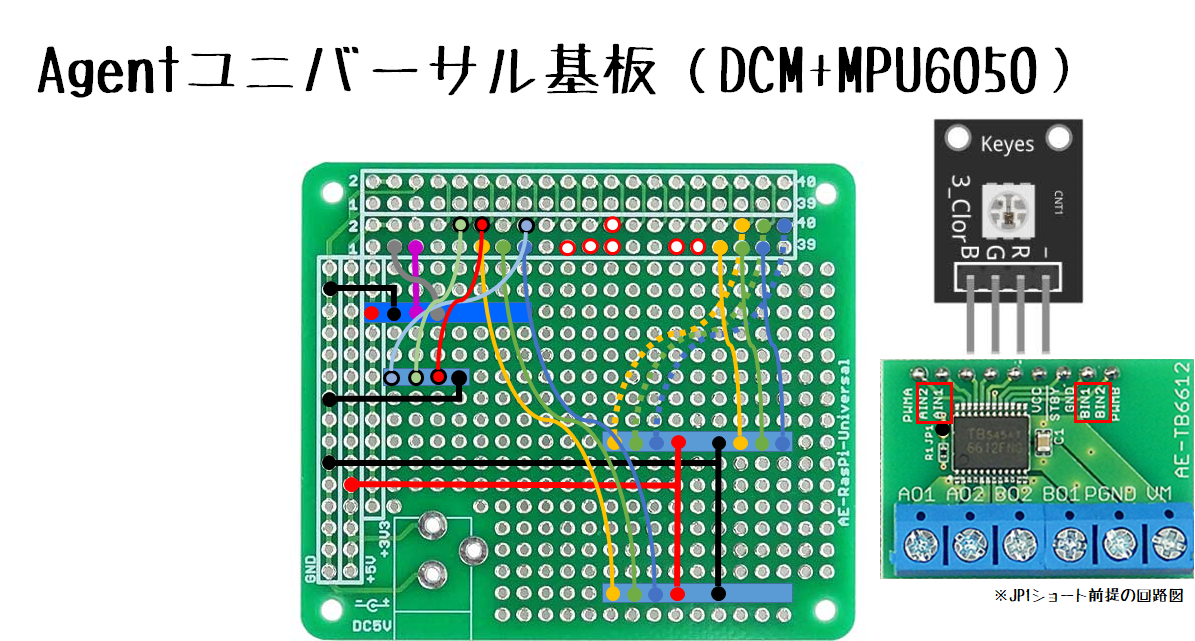 Agentユニバーサル基板（DCM+MPU6050）
Keyes
3_Clor
CNT1
B G R -
2 40
1 39
2 40
1 39
AE-RasPi-Universal
GND
+5V
+3V3
DC5V
PWMA AIN2 AIN1 VCC STBY GND BIN1 BIN2 PWMB
R1 JP1
C1
AE-TB6612
AO1 AO2 BO2 BO1 PGND VM
※JP1ショート前提の回路図